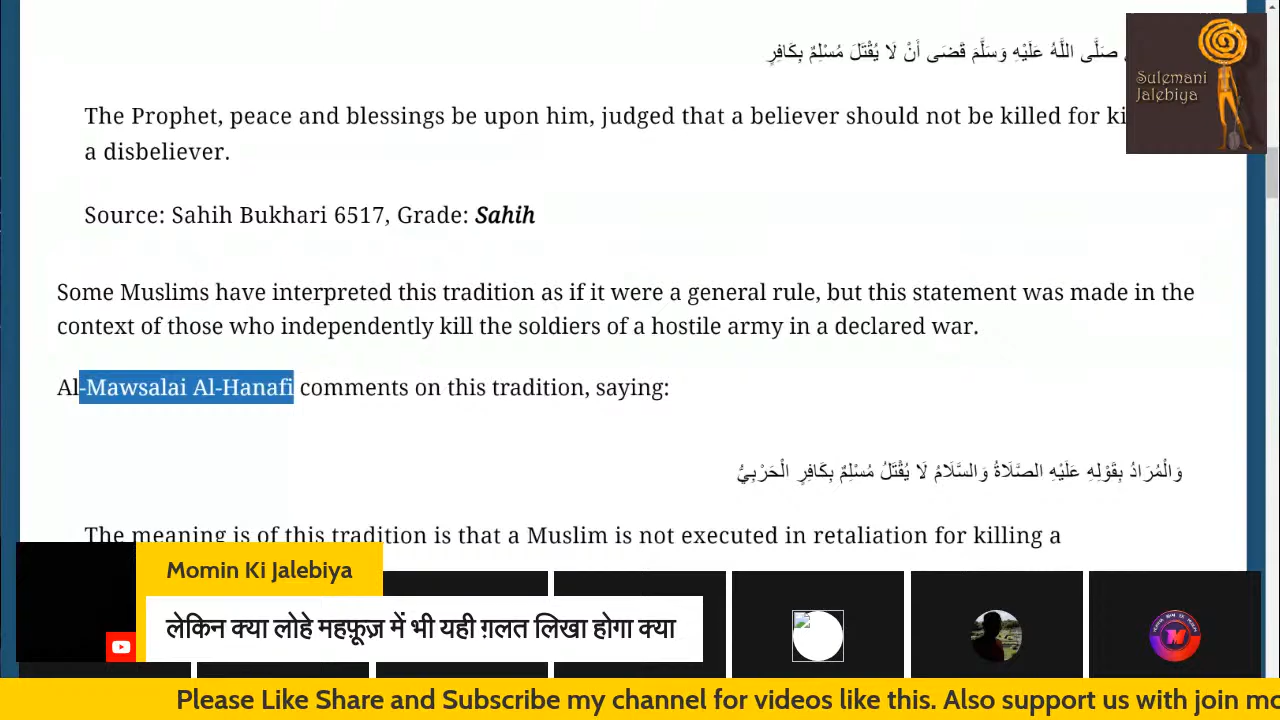 صَلَّى اللَّهُ عَلَيْهِ وَسَلَّمَ قَضَى أَنْ لَا يُقْتَلَ مُسْلِمٌ بِكَافِرٍ
Sulemani
Jalebiya
The Prophet, peace and blessings be upon him, judged that a believer should not be killed for
a disbeliever.
Source: Sahih Bukhari 6517, Grade: Sahih
Some Muslims have interpreted this tradition as if it were a general rule, but this statement was made in the
context of those who independently kill the soldiers of a hostile army in a declared war.
Al-Mawsalai Al-Hanafi comments on this tradition, saying:
وَالْمُرَادُ بِقَوْلِهِ عَلَيْهِ الصَّلَاةُ وَالسَّلَامُ لَا يُقْتَلُ مُسْلِمٌ بِكَافِرٍ الْحَرْبِيُّ
The meaning is of this tradition is that a Muslim is not executed in retaliation for killing a
Momin Ki Jalebiya
लेकिन क्या लोहे महफ़ूज़ में भी यही ग़लत लिखा होगा क्या
M
Please Like Share and Subscribe my channel for videos like this. Also support us with join